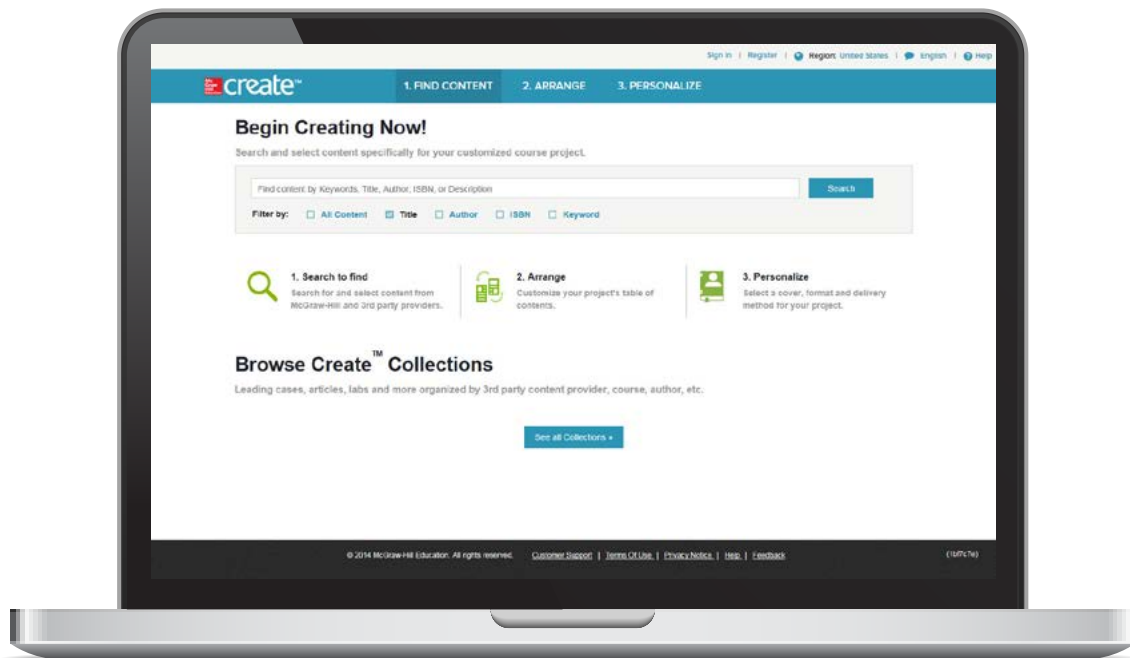 Sign in | Register | Region: United States | English | Help
create™ 1. FIND CONTENT 2. ARRANGE 3. PERSONALIZE
Begin Creating Now!
Search and select content specifically for your customized course project.
Find content by Keywords, Title, Author, ISBN, or Description Search
Filter by: All Content Title Author ISBN Keyword
1. Search to find
Search for and select content from
McGraw-Hill and 3rd party providers.
2. Arrange
Customize your project's table of
contents.
3. Personalize
Select a cover, format and delivery
method for your project.
Browse Create™ Collections
Leading cases, articles, labs and more organized by 3rd party content provider, course, author, etc.
See all Collections »
© 2014 McGraw-Hill Education. All rights reserved. Customer Support | Terms Of Use | Privacy Notice | Help | Feedback